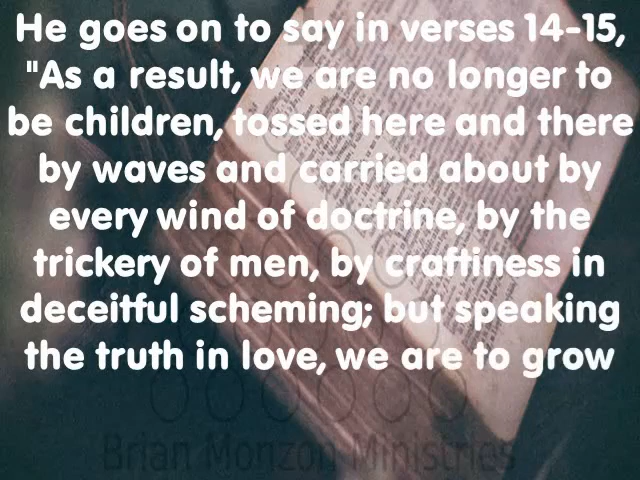 He goes on to say in verses 14-15,
"As a result, we are no longer to
be children, tossed here and there
by waves and carried about by
every wind of doctrine, by the
trickery of men, by craftiness in
deceitful scheming; but speaking
the truth in love, we are to grow
Brian Monzon Ministries